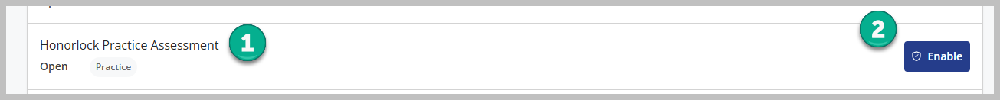 Honorlock Practice Assessment 1
2
Open Practice
Enable